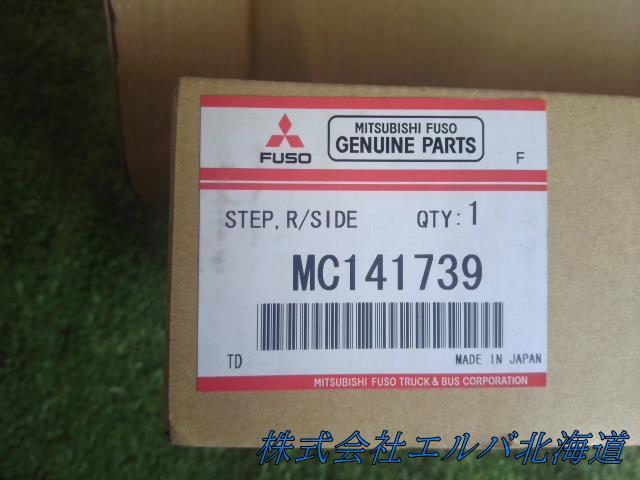 FUSO
MITSUBISHI FUSO
GENUINE PARTS
F
STEP, R/SIDE QTY: 1
MC141739
TD MADE IN JAPAN
MITSUBISHI FUSO TRUCK & BUS CORPORATION
株式会社エルバ北海道